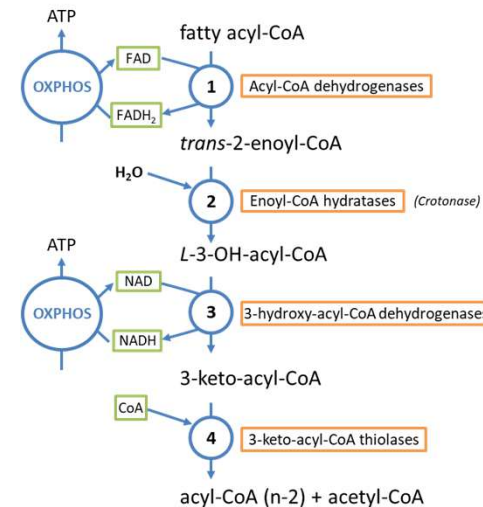 ATP
fatty acyl-CoA
FAD
OXPHOS
1
Acyl-CoA dehydrogenases
FADH₂
trans-2-enoyl-CoA
H₂O
2
Enoyl-CoA hydratases (Crotonase)
L-3-OH-acyl-CoA
ATP
NAD
OXPHOS
3
3-hydroxy-acyl-CoA dehydrogenases
NADH
3-keto-acyl-CoA
CoA
4
3-keto-acyl-CoA thiolases
acyl-CoA (n-2) + acetyl-CoA